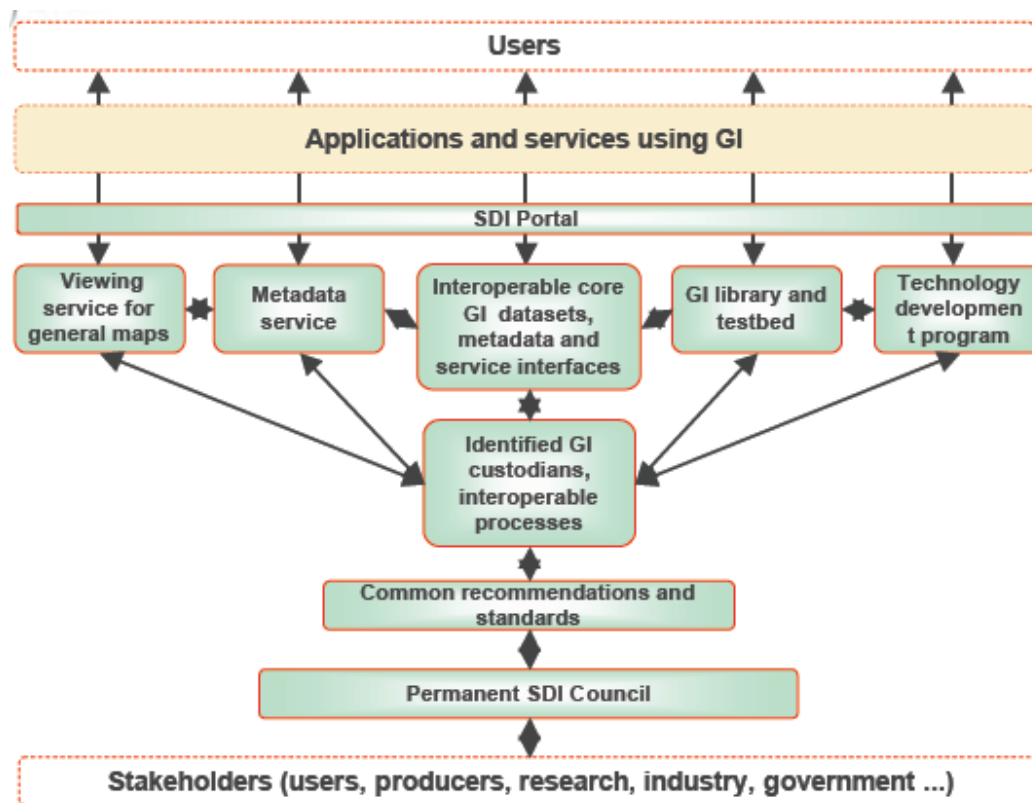 Users
Applications and services using GI
SDI Portal
Viewing
service for
general maps
Metadata
service
Interoperable core
GI datasets,
metadata and
service interfaces
GI library and
testbed
Technology
developmen
t program
Identified GI
custodians,
interoperable
processes
Common recommendations and
standards
Permanent SDI Council
Stakeholders (users, producers, research, industry, government ...)